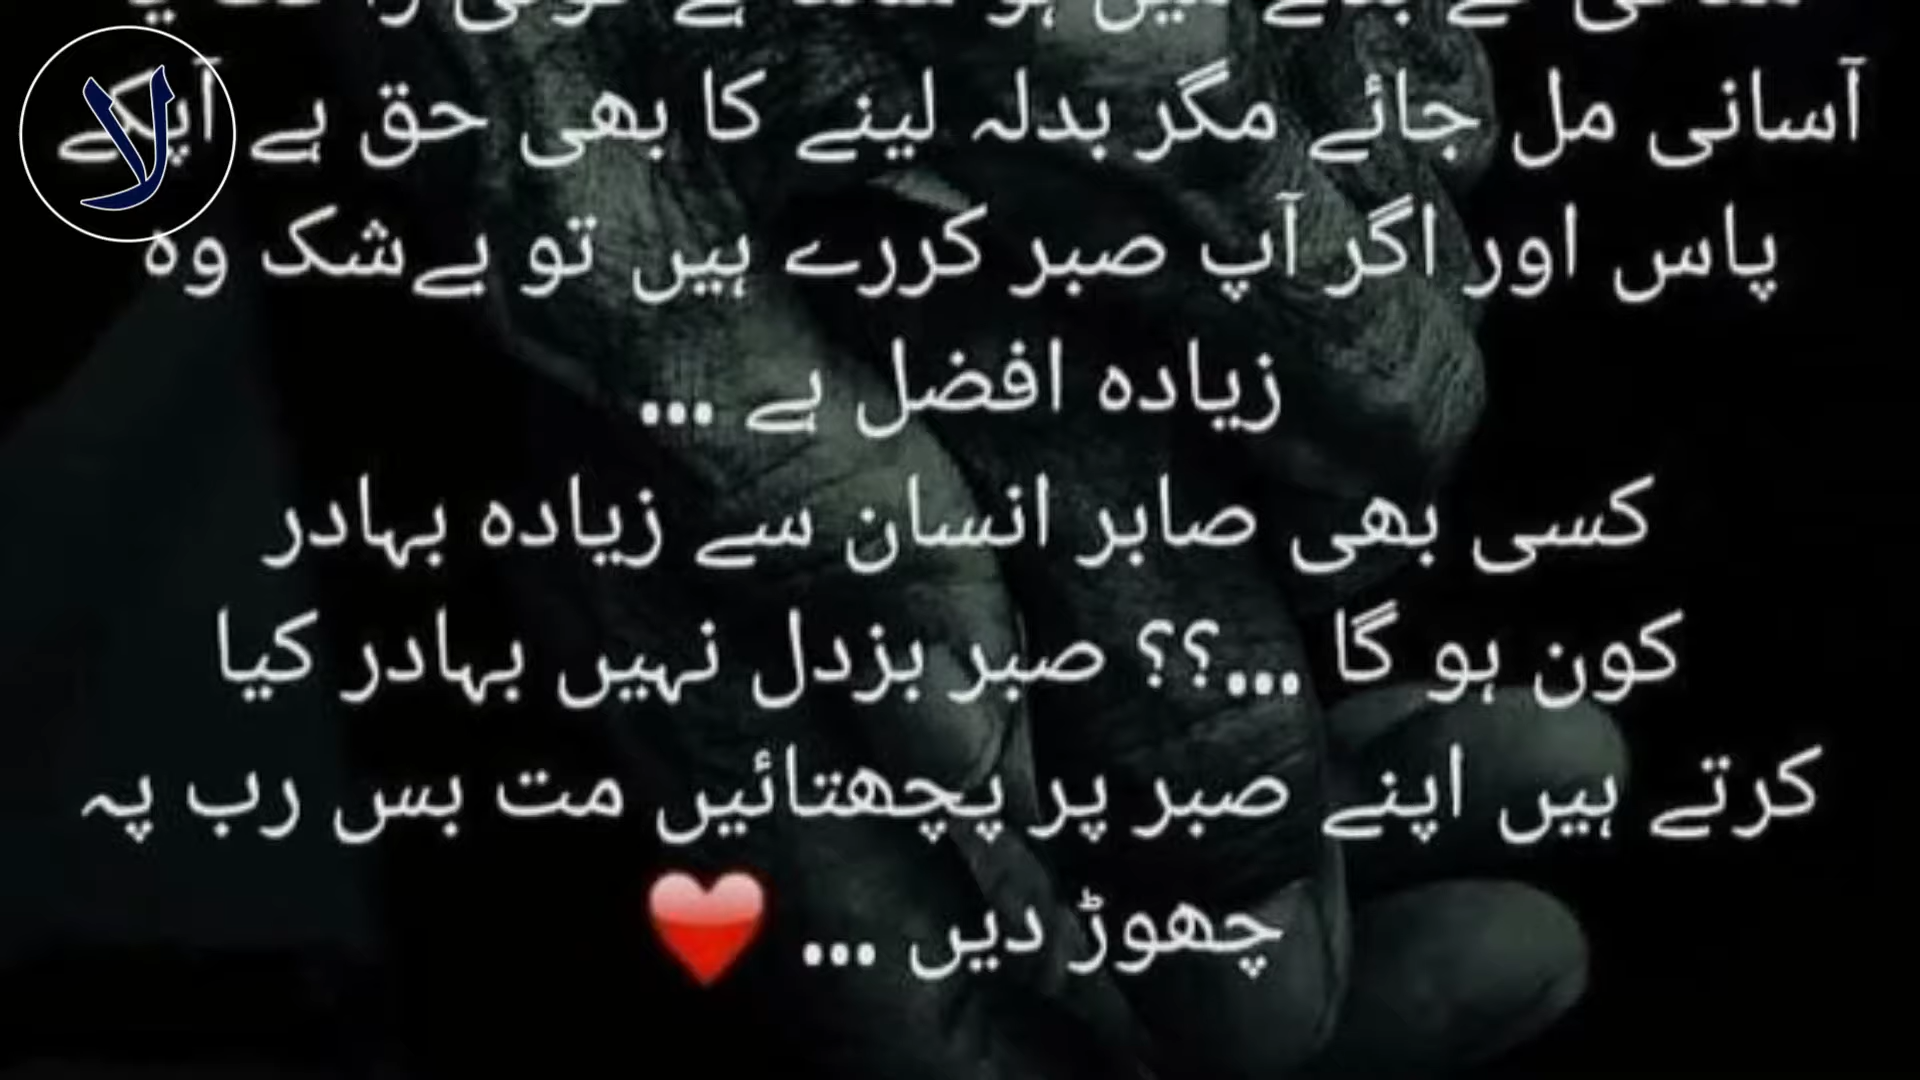 آسانی مل جائے مگر بدلہ لینے کا بھی حق ہے آپکے
پاس اور اگر آپ صبر کررے ہیں تو بےشک وہ
زیادہ افضل ہے ...
کسی بھی صابر انسان سے زیادہ بہادر
کون ہو گا ...؟؟ صبر بزدل نہیں بہادر کیا
کرتے ہیں اپنے صبر پر پچھتائیں مت بس رب پہ
چھوڑ دیں ... ❤
لا